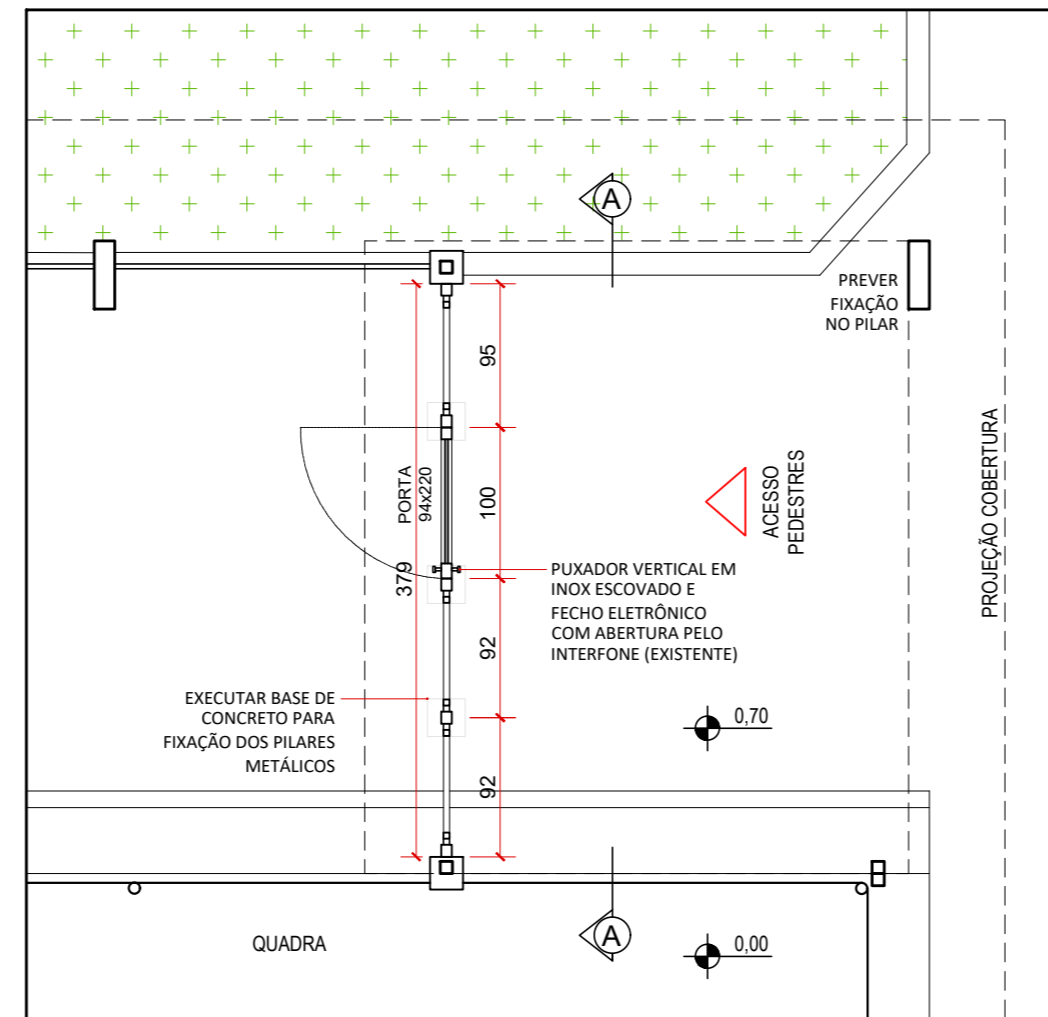 A
PREVER
FIXAÇÃO
NO PILAR
95
PROJEÇÃO COBERTURA
PORTA
94x220
100
ACESSO
PEDESTRES
379
PUXADOR VERTICAL EM
INOX ESCOVADO E
FECHO ELETRÔNICO
COM ABERTURA PELO
INTERFONE (EXISTENTE)
92
EXECUTAR BASE DE
CONCRETO PARA
FIXAÇÃO DOS PILARES
METÁLICOS
0,70
92
QUADRA
A
0,00